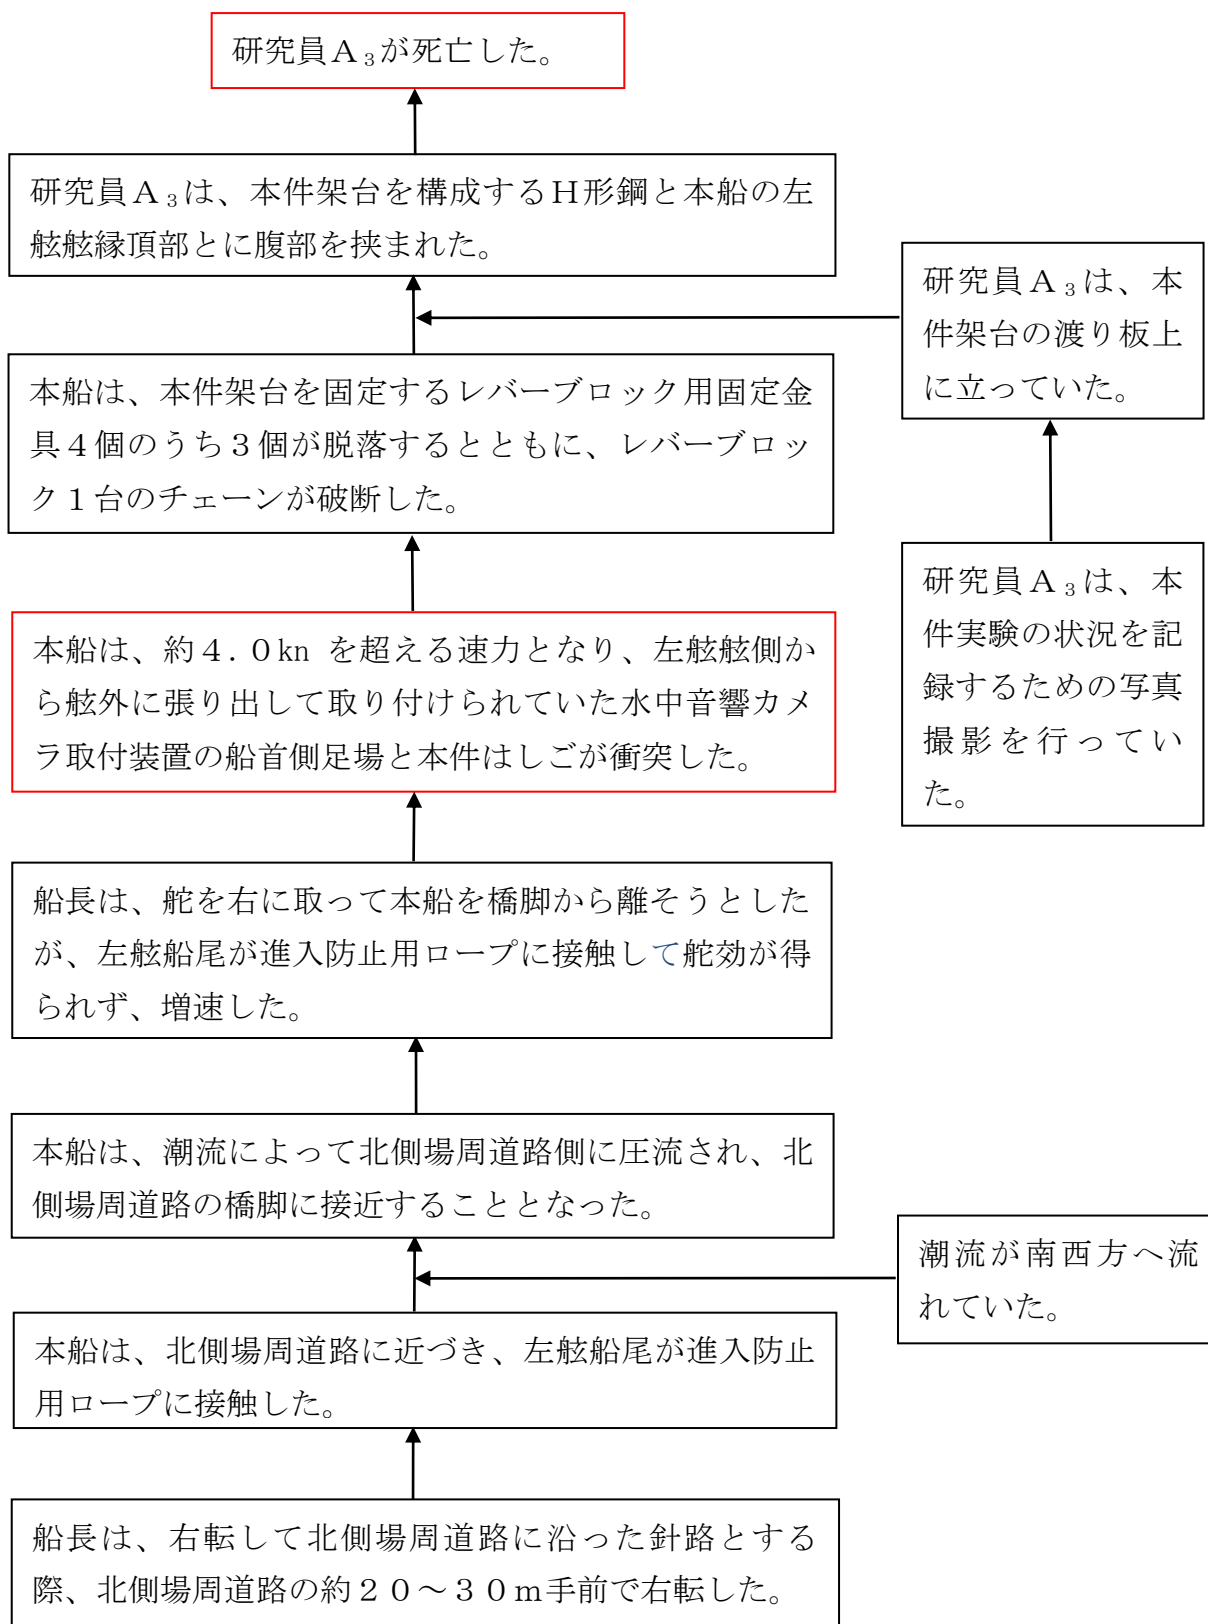 研究員Ａ₃が死亡した。
研究員Ａ₃は、本件架台を構成するＨ形鋼と本船の左
舷舷縁頂部とに腹部を挟まれた。
研究員Ａ₃は、本
件架台の渡り板上
に立っていた。
本船は、本件架台を固定するレバーブロック用固定金
具４個のうち３個が脱落するとともに、レバーブロッ
ク１台のチェーンが破断した。
研究員Ａ₃は、本
件実験の状況を記
録するための写真
撮影を行ってい
た。
本船は、約４.０kn を超える速力となり、左舷舷側か
ら舷外に張り出して取り付けられていた水中音響カメ
ラ取付装置の船首側足場と本件はしごが衝突した。
船長は、舵を右に取って本船を橋脚から離そうとした
が、左舷船尾が進入防止用ロープに接触して舵効が得
られず、増速した。
本船は、潮流によって北側場周道路側に圧流され、北
側場周道路の橋脚に接近することとなった。
潮流が南西方へ流
れていた。
本船は、北側場周道路に近づき、左舷船尾が進入防止
用ロープに接触した。
船長は、右転して北側場周道路に沿った針路とする
際、北側場周道路の約２０～３０ｍ手前で右転した。